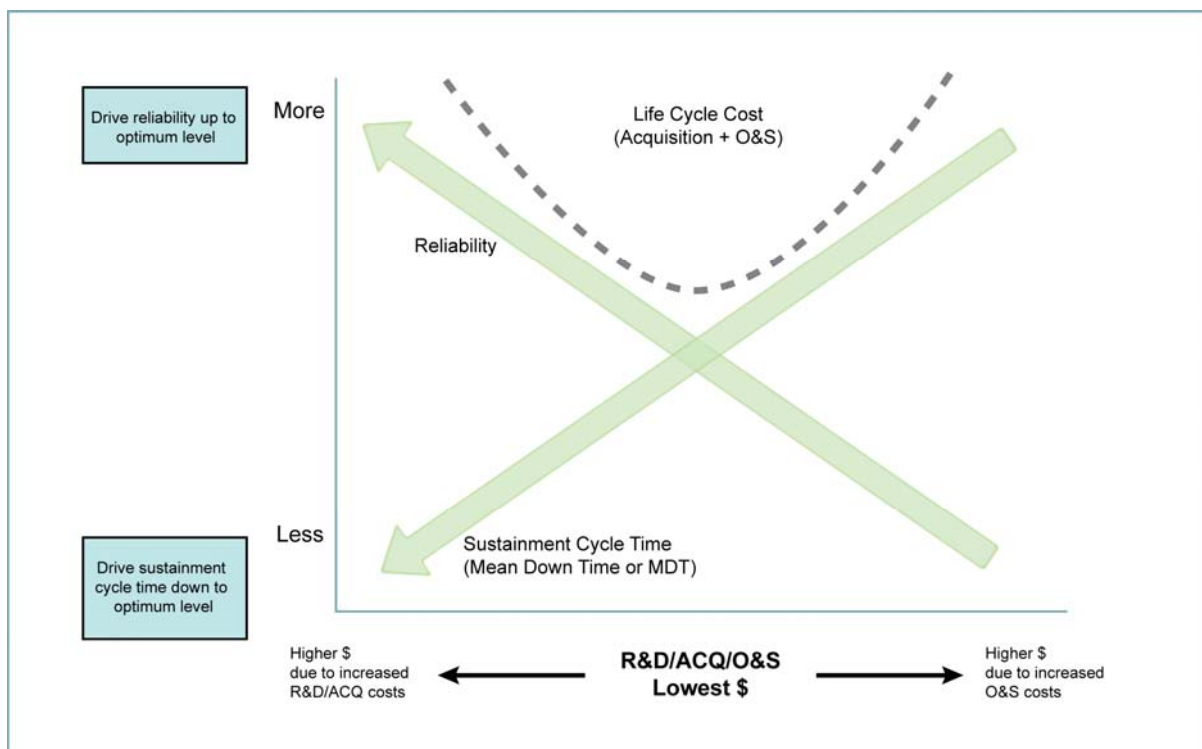 Drive reliability up to
optimum level
More
Life Cycle Cost
(Acquisition + O&S)
Reliability
Less
Drive sustainment
cycle time down to
optimum level
Sustainment Cycle Time
(Mean Down Time or MDT)
Higher $
due to increased
R&D/ACQ costs
R&D/ACQ/O&S
Lowest $
Higher $
due to increased
O&S costs